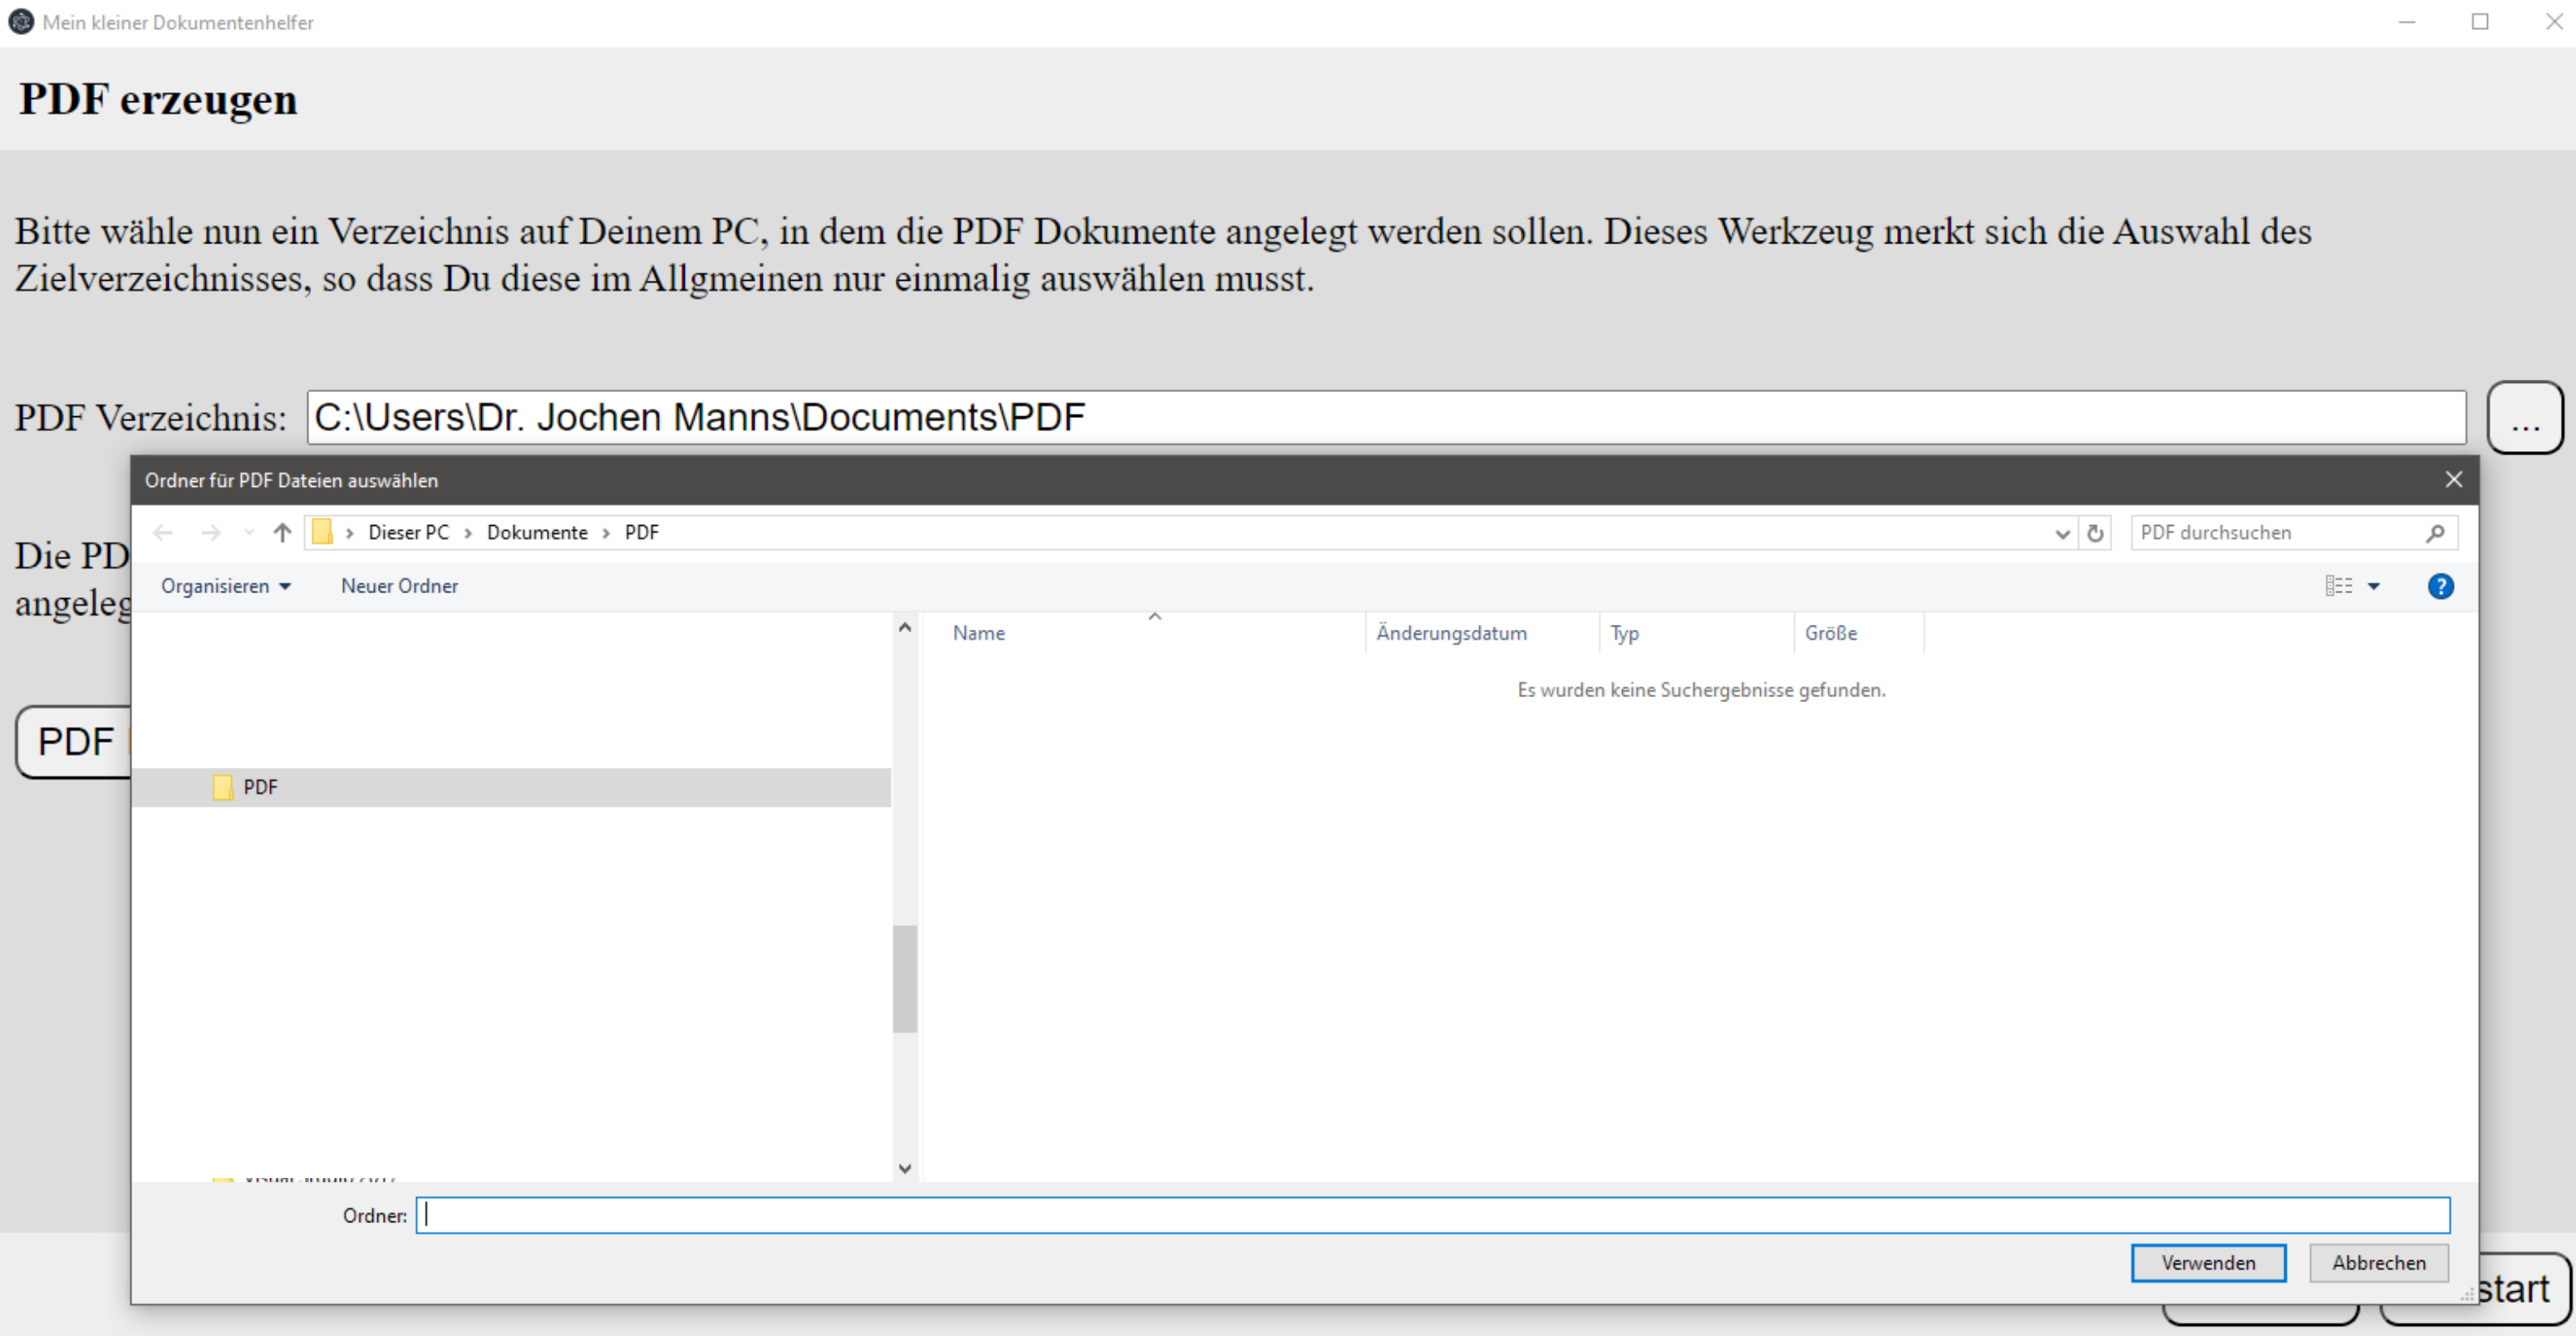 Mein kleiner Dokumentenhelfer
PDF erzeugen
Bitte wähle nun ein Verzeichnis auf Deinem PC, in dem die PDF Dokumente angelegt werden sollen. Dieses Werkzeug merkt sich die Auswahl des
Zielverzeichnisses, so dass Du diese im Allgmeinen nur einmalig auswählen musst.
PDF Verzeichnis: C:\Users\Dr. Jochen Manns\Documents\PDF ...
Ordner für PDF Dateien auswählen
Dieser PC › Dokumente › PDF
PDF durchsuchen
Die PD
angeleg
Organisieren Neuer Ordner ?
Name Änderungsdatum Typ Größe
Es wurden keine Suchergebnisse gefunden.
PDF
PDF
Visual Studio 2017
Ordner:
Verwenden Abbrechen
start